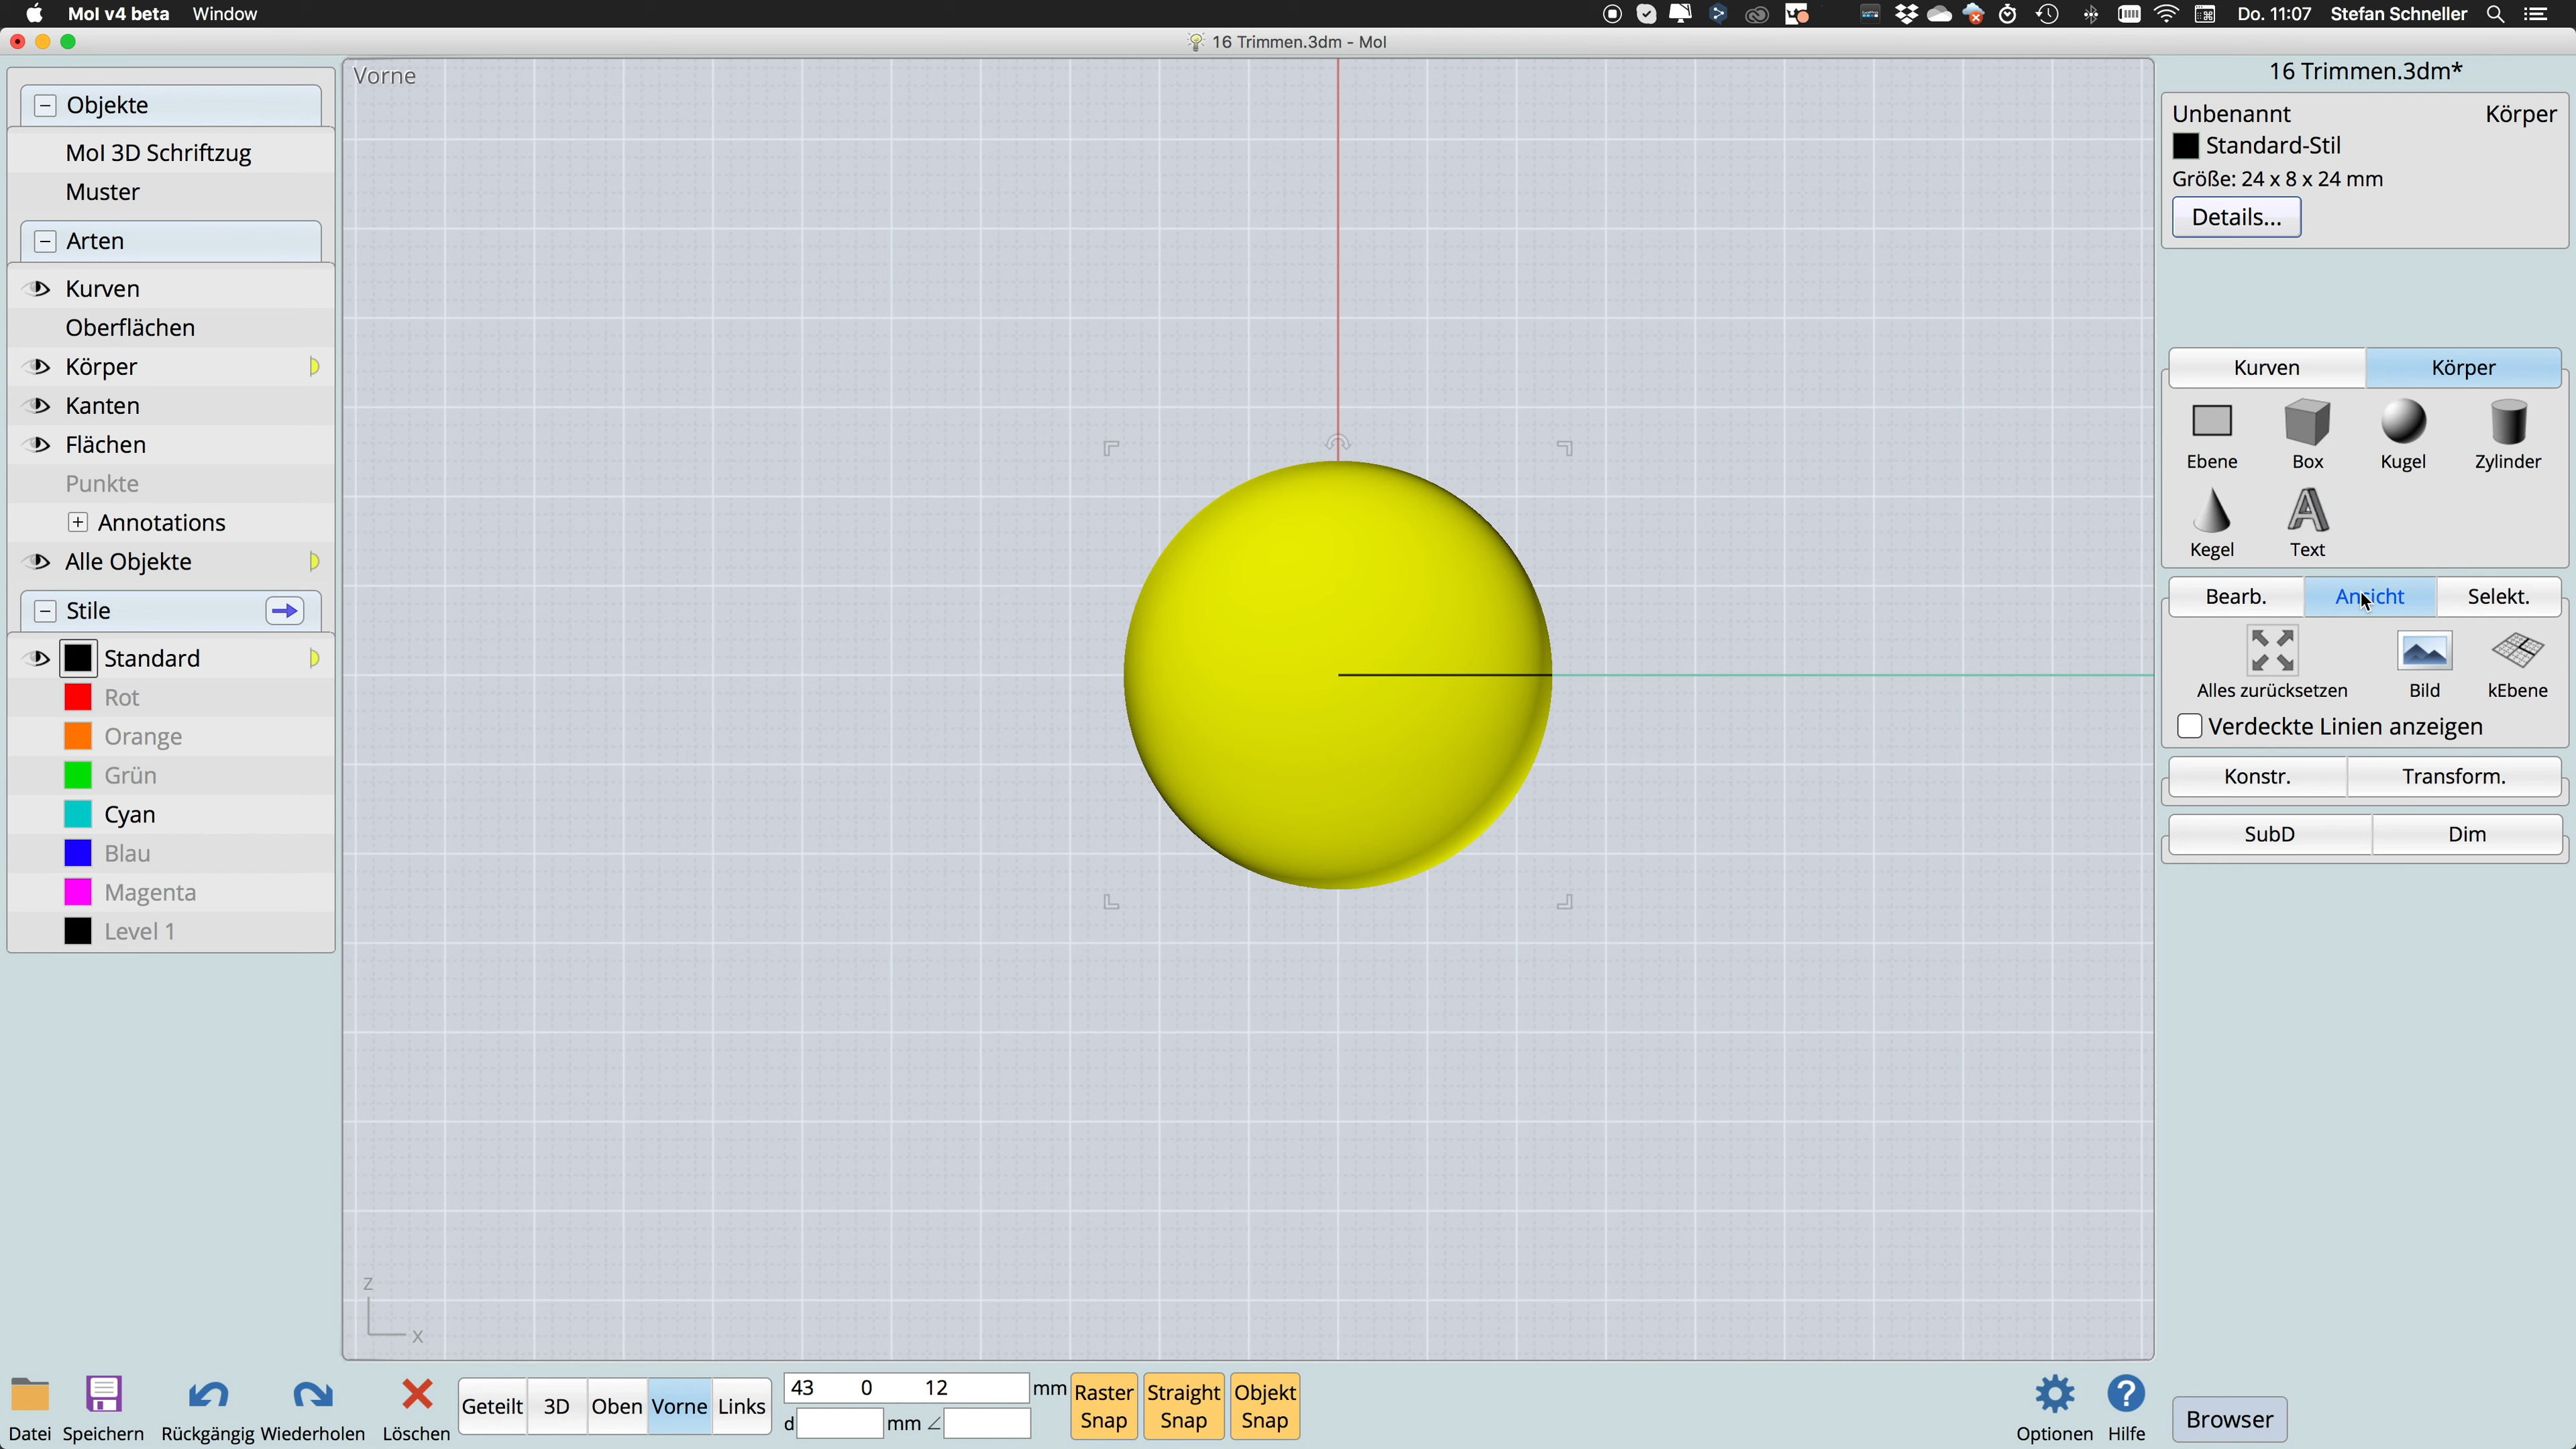 MoI v4 beta Window
Do. 11:07 Stefan Schneller
16 Trimmen.3dm - MoI
Objekte
MoI 3D Schriftzug
Muster
Arten
Kurven
Oberflächen
Körper
Kanten
Flächen
Punkte
Annotations
Alle Objekte
Stile
Standard
Rot
Orange
Grün
Cyan
Blau
Magenta
Level 1
Vorne
z
x
16 Trimmen.3dm*
Unbenannt Körper
Standard-Stil
Größe: 24 x 8 x 24 mm
Details...
Kurven Körper
Ebene Box Kugel Zylinder
Kegel Text
Bearb. Ansicht Selekt.
Alles zurücksetzen Bild kEbene
Verdeckte Linien anzeigen
Konstr. Transform.
SubD Dim
Datei Speichern Rückgängig Wiederholen Löschen
Geteilt 3D Oben Vorne Links
43 0 12 mm
d mm ∠
Raster Snap
Straight Snap
Objekt Snap
Optionen Hilfe
Browser